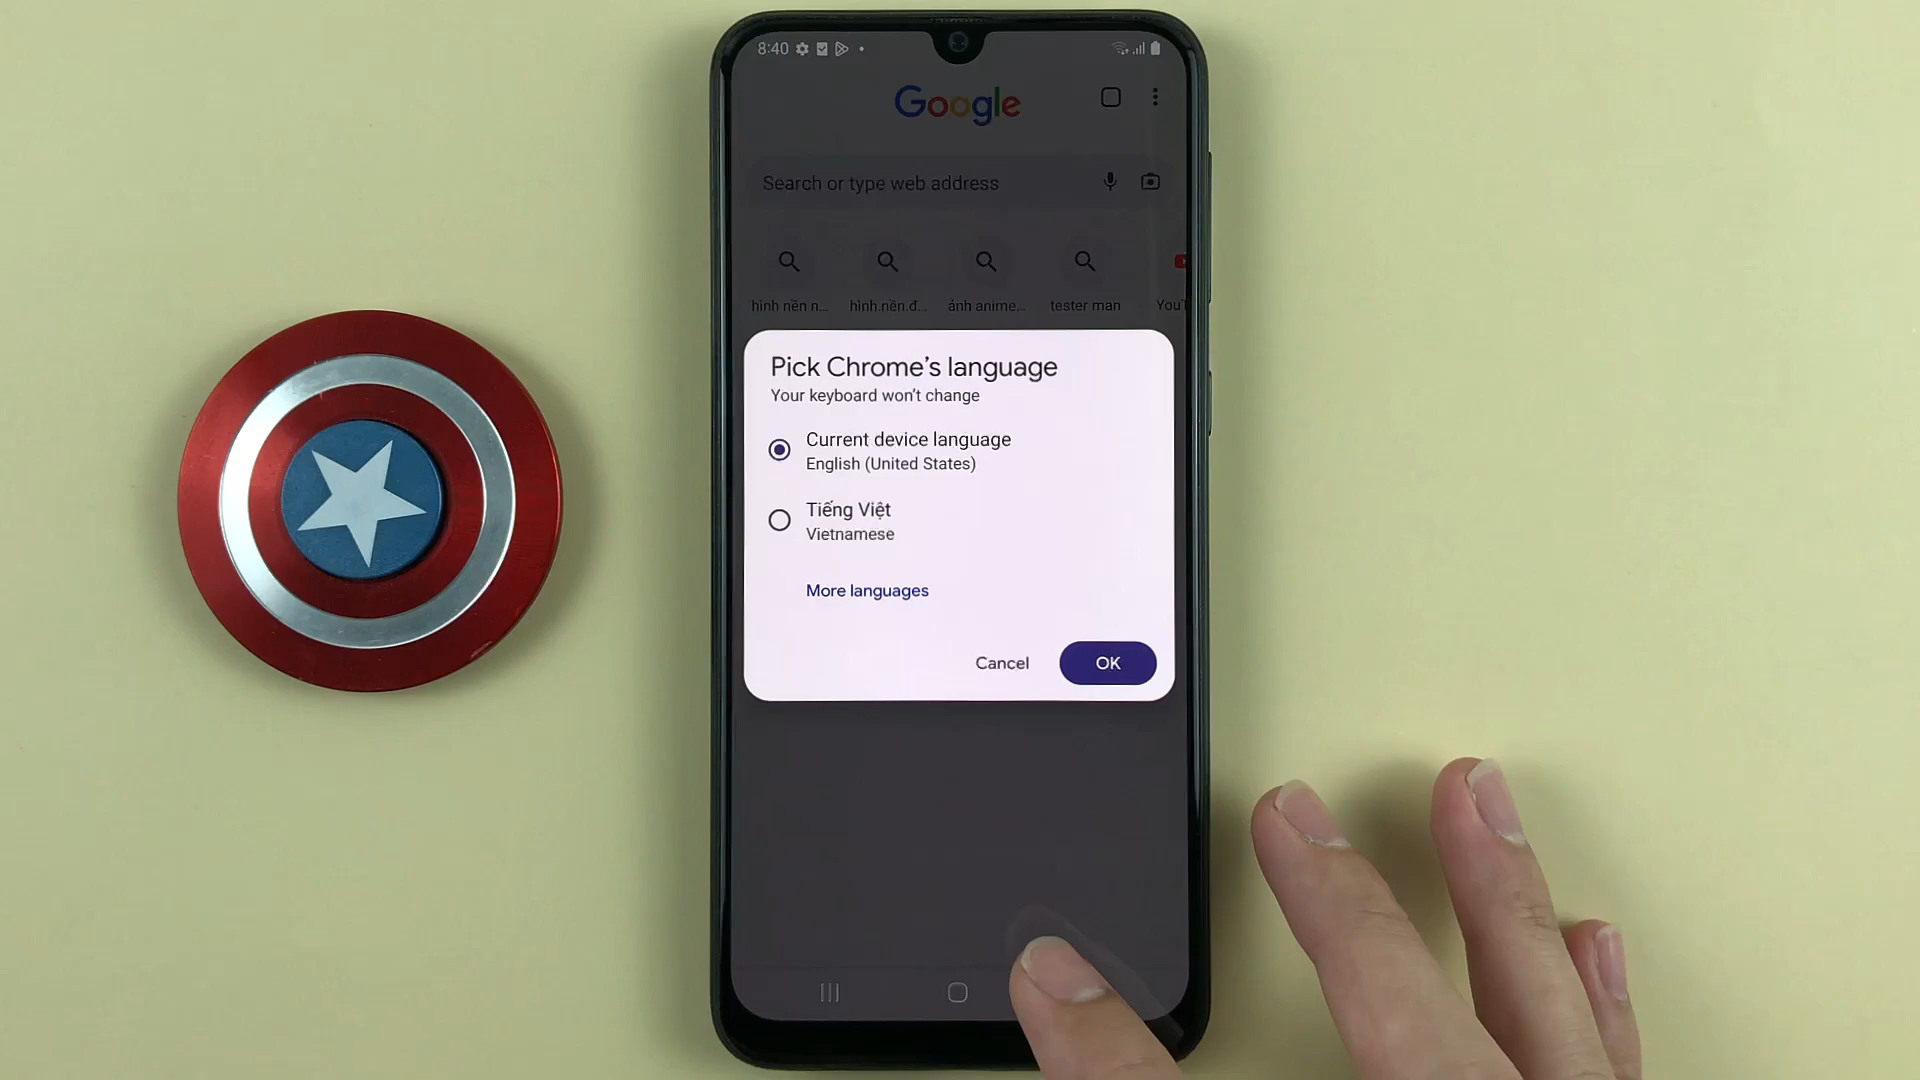 8:40
Google
Search or type web address
hình nền n...
hình.nền.đ...
ảnh anime...
tester man
YouT
Pick Chrome’s language
Your keyboard won’t change
Current device language
English (United States)
Tiếng Việt
Vietnamese
More languages
Cancel
OK